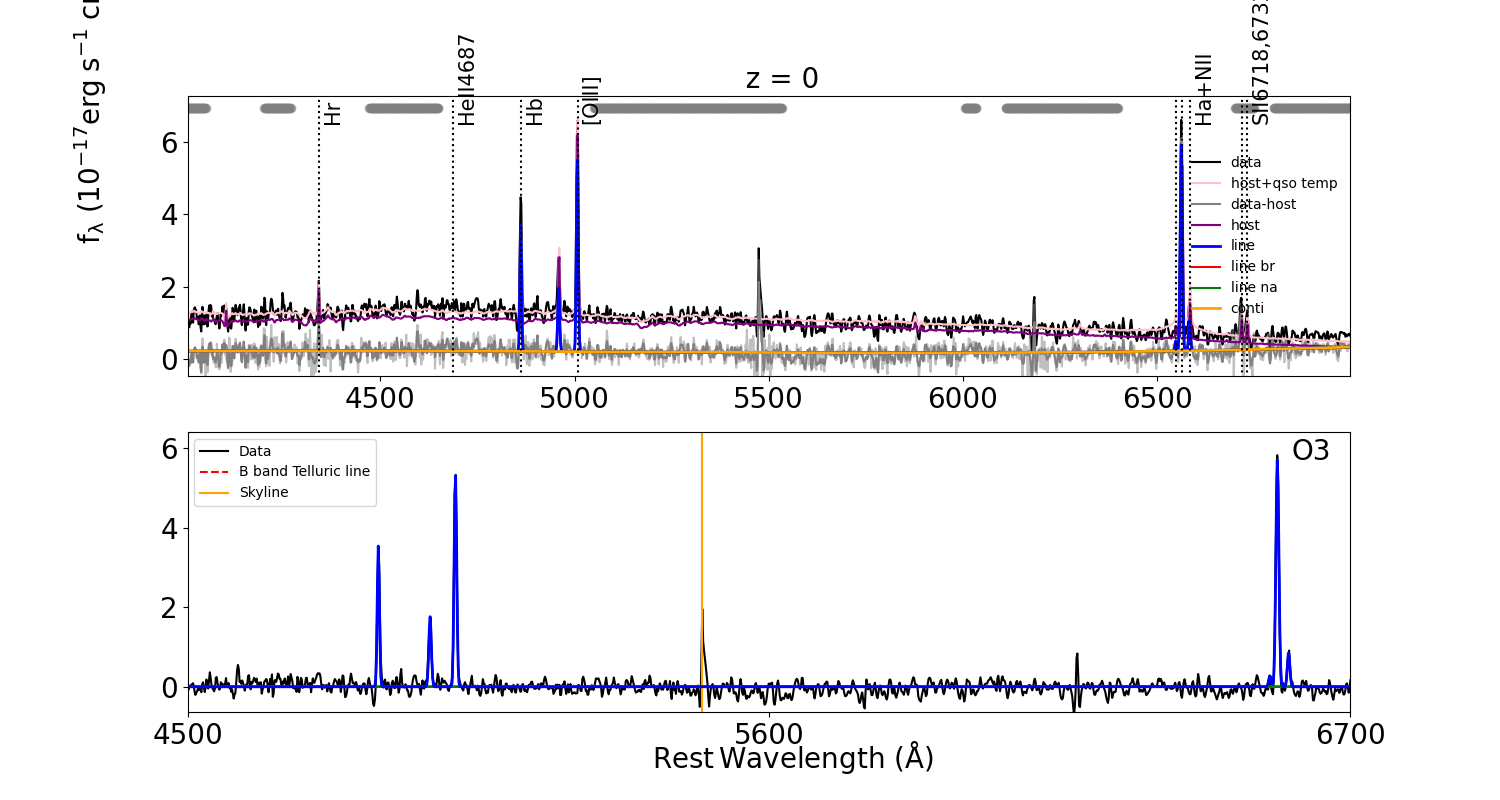 z = 0
fλ (10−17erg s−1 c
Hr
HeII4687
Hb
[OIII]
Ha+NII
SII6718,673
6
4
2
0
data
host+qso temp
data-host
host
line
line br
line na
conti
4500
5000
5500
6000
6500
6
4
2
0
Data
B band Telluric line
Skyline
O3
4500
5600
6700
Rest Wavelength (Å)